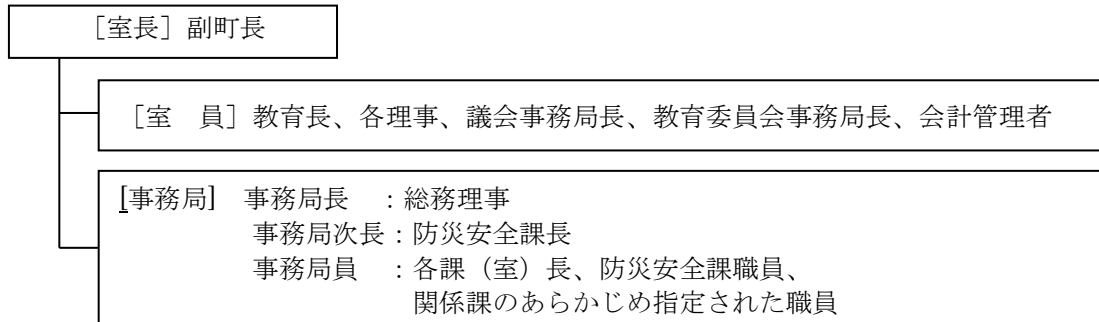 ［室長］副町長
［室　員］教育長、各理事、議会事務局長、教育委員会事務局長、会計管理者
[事務局]　事務局長　：総務理事
事務局次長：防災安全課長
事務局員　：各課（室）長、防災安全課職員、
関係課のあらかじめ指定された職員